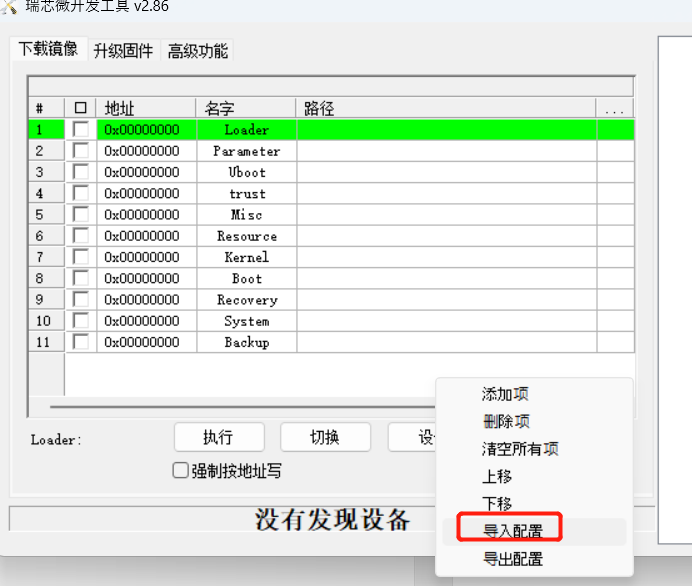 瑞芯微开发工具 v2.86
下载镜像 升级固件 高级功能
# 地址 名字 路径 ...
1 0x00000000 Loader
2 0x00000000 Parameter
3 0x00000000 Uboot
4 0x00000000 trust
5 0x00000000 Misc
6 0x00000000 Resource
7 0x00000000 Kernel
8 0x00000000 Boot
9 0x00000000 Recovery
10 0x00000000 System
11 0x00000000 Backup
Loader: 执行 切换 设
强制按地址写
没有发现设备
添加项
删除项
清空所有项
上移
下移
导入配置
导出配置